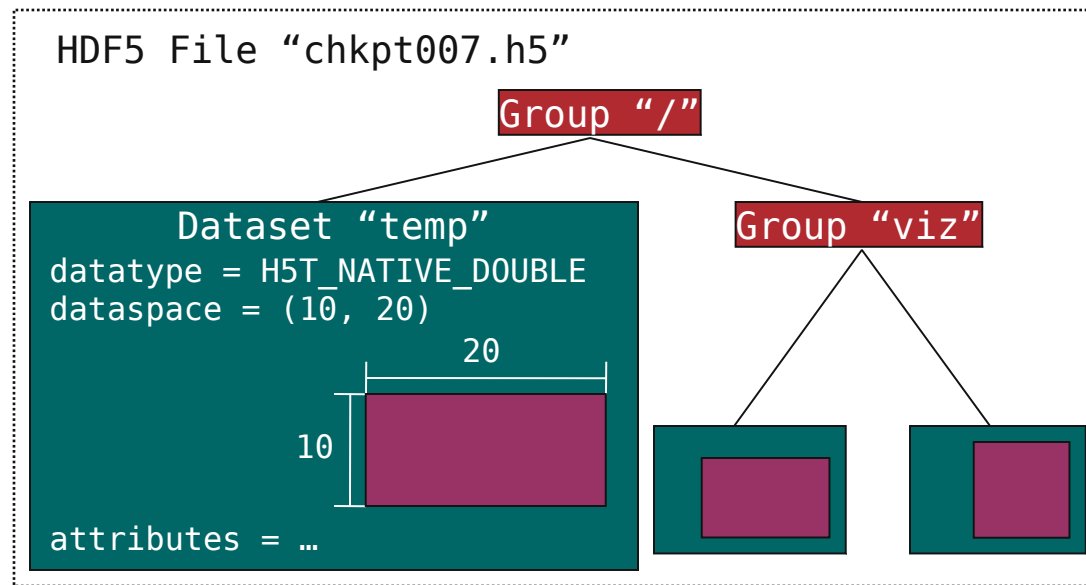 HDF5 File “chkpt007.h5”
Group “/”
Dataset “temp”
Group “viz”
datatype = H5T_NATIVE_DOUBLE
dataspace = (10, 20)
20
10
attributes = …